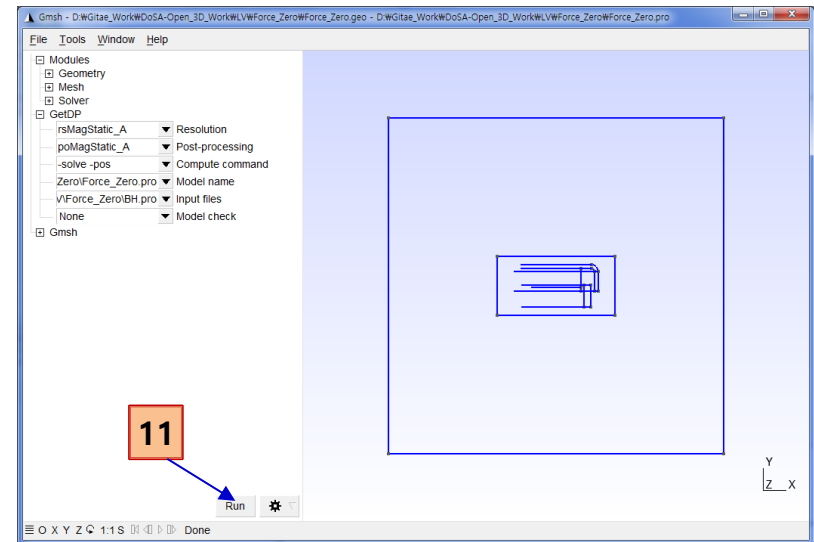 Gmsh - D:₩Gitae_Work₩DoSA-Open_3D_Work₩LV₩Force_Zero₩Force_Zero.geo - D:₩Gitae_Work₩DoSA-Open_3D_Work₩LV₩Force_Zero₩Force_Zero.pro
File Tools Window Help
Modules
Geometry
Mesh
Solver
GetDP
rsMagStatic_A Resolution
poMagStatic_A Post-processing
-solve -pos Compute command
Zero\Force_Zero.pro Model name
\Force_Zero\BH.pro Input files
None Model check
Gmsh
11
Y
Z X
Run
O X Y Z 1:1 S Done